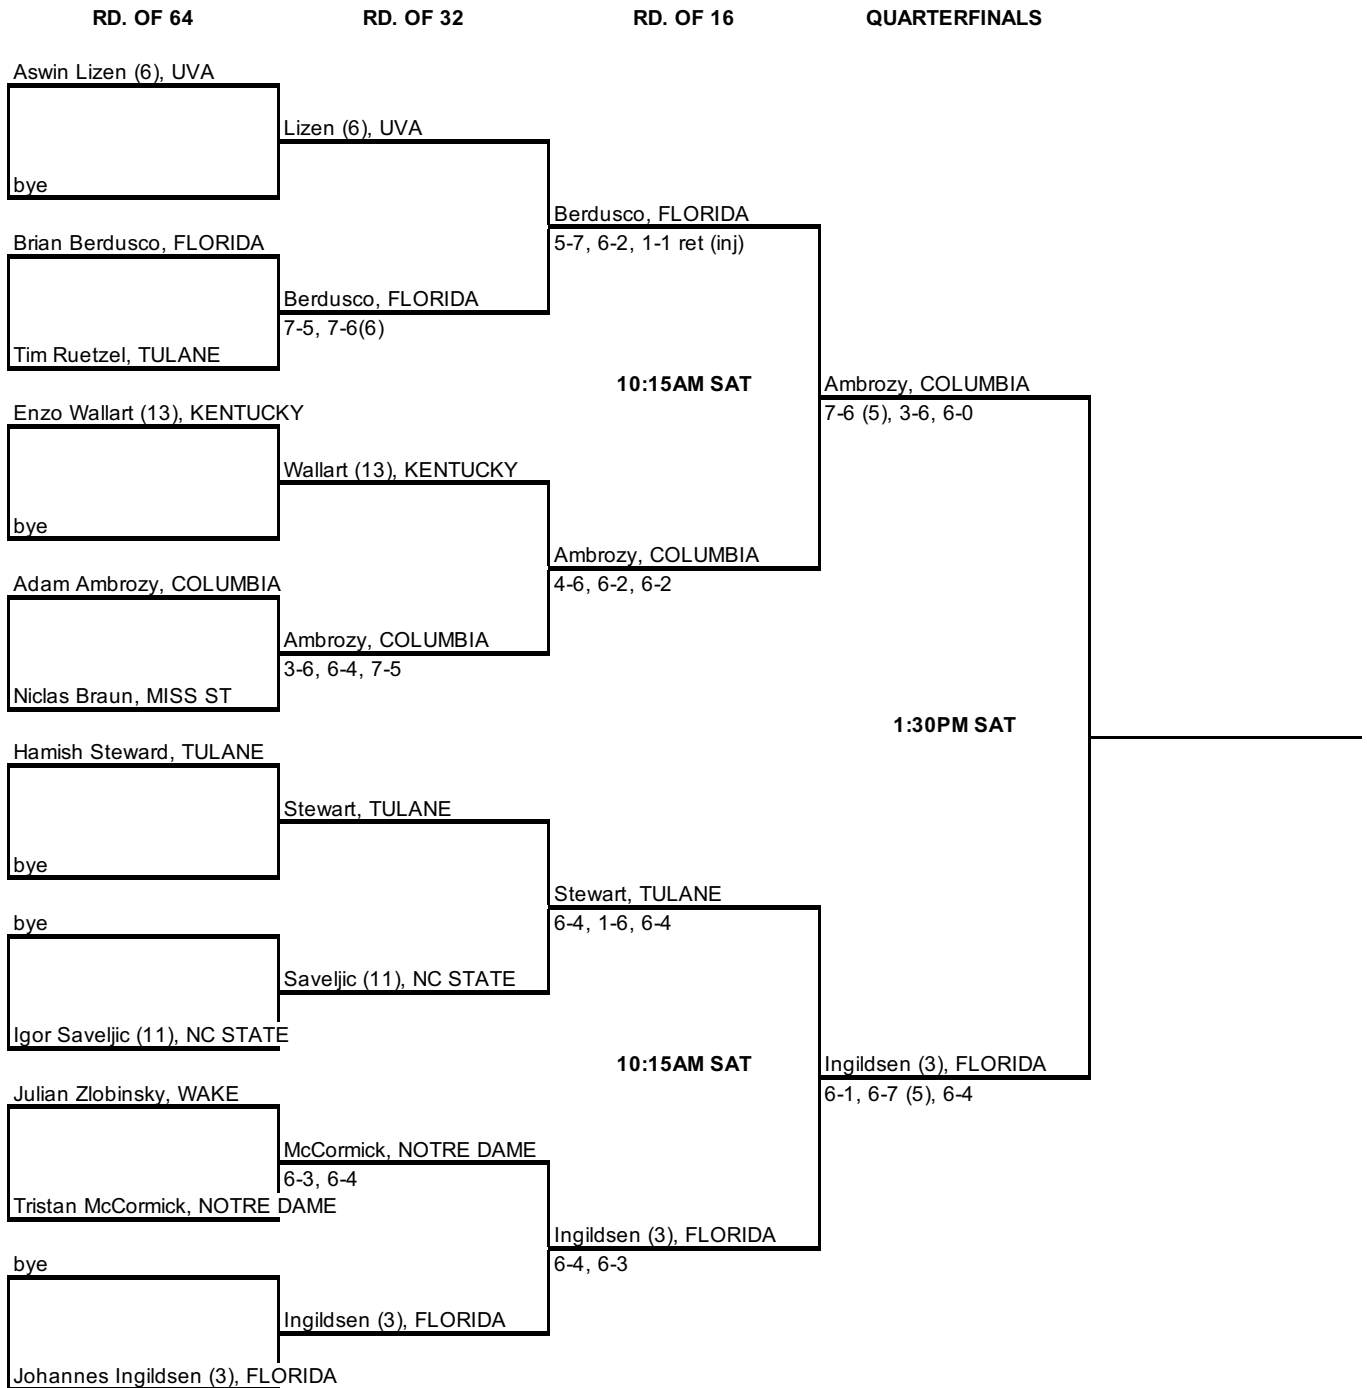 RD. OF 64 RD. OF 32 RD. OF 16 QUARTERFINALS
Aswin Lizen (6), UVA
Lizen (6), UVA
bye
Berdusco, FLORIDA
5-7, 6-2, 1-1 ret (inj)
Brian Berdusco, FLORIDA
Berdusco, FLORIDA
7-5, 7-6(6)
Tim Ruetzel, TULANE
10:15AM SAT
Ambrozy, COLUMBIA
7-6 (5), 3-6, 6-0
Enzo Wallart (13), KENTUCKY
Wallart (13), KENTUCKY
bye
Ambrozy, COLUMBIA
4-6, 6-2, 6-2
Adam Ambrozy, COLUMBIA
Ambrozy, COLUMBIA
3-6, 6-4, 7-5
Niclas Braun, MISS ST
1:30PM SAT
Hamish Steward, TULANE
Stewart, TULANE
bye
Stewart, TULANE
6-4, 1-6, 6-4
bye
Saveljic (11), NC STATE
Igor Saveljic (11), NC STATE
10:15AM SAT
Ingildsen (3), FLORIDA
6-1, 6-7 (5), 6-4
Julian Zlobinsky, WAKE
McCormick, NOTRE DAME
6-3, 6-4
Tristan McCormick, NOTRE DAME
Ingildsen (3), FLORIDA
6-4, 6-3
bye
Ingildsen (3), FLORIDA
Johannes Ingildsen (3), FLORIDA